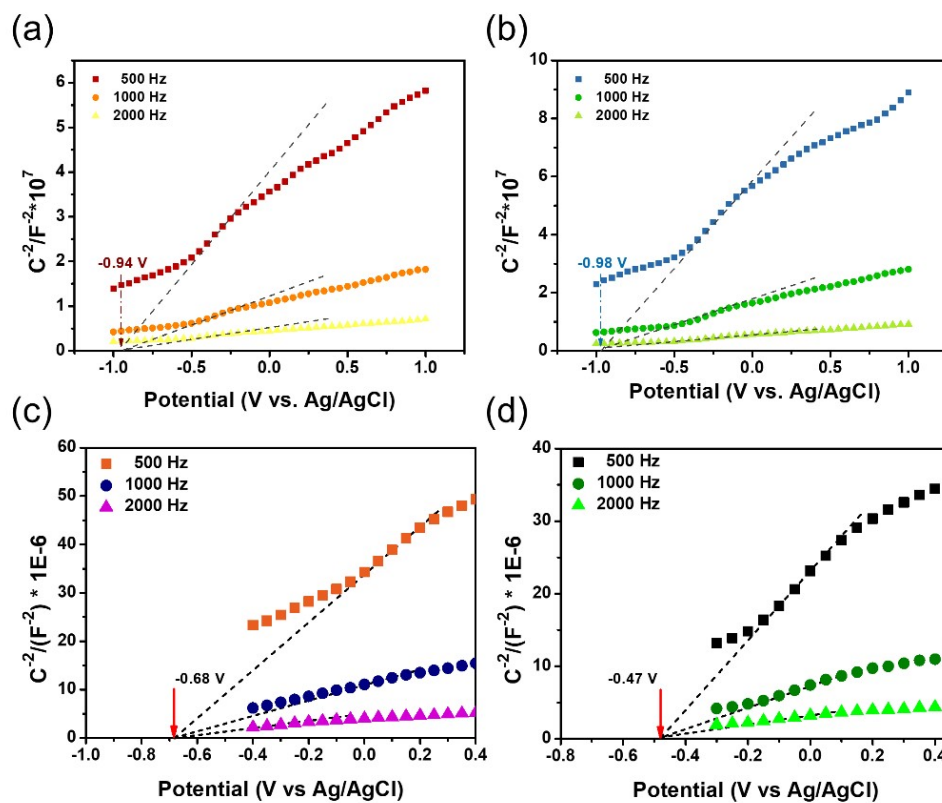 (a)
6
5
4
3
2
1
0
C⁻²/F⁻²*10⁷
500 Hz
1000 Hz
2000 Hz
-0.94 V
-1.0 -0.5 0.0 0.5 1.0
Potential (V vs. Ag/AgCl)
(b)
10
8
6
4
2
0
C⁻²/F⁻²*10⁷
500 Hz
1000 Hz
2000 Hz
-0.98 V
-1.0 -0.5 0.0 0.5 1.0
Potential (V vs. Ag/AgCl)
(c)
60
50
40
30
20
10
0
C⁻²/(F⁻²) * 1E-6
500 Hz
1000 Hz
2000 Hz
-0.68 V
-1.0 -0.8 -0.6 -0.4 -0.2 0.0 0.2 0.4
Potential (V vs Ag/AgCl)
(d)
40
30
20
10
0
C⁻²/(F⁻²) * 1E-6
500 Hz
1000 Hz
2000 Hz
-0.47 V
-0.8 -0.6 -0.4 -0.2 0.0 0.2 0.4
Potential (V vs Ag/AgCl)